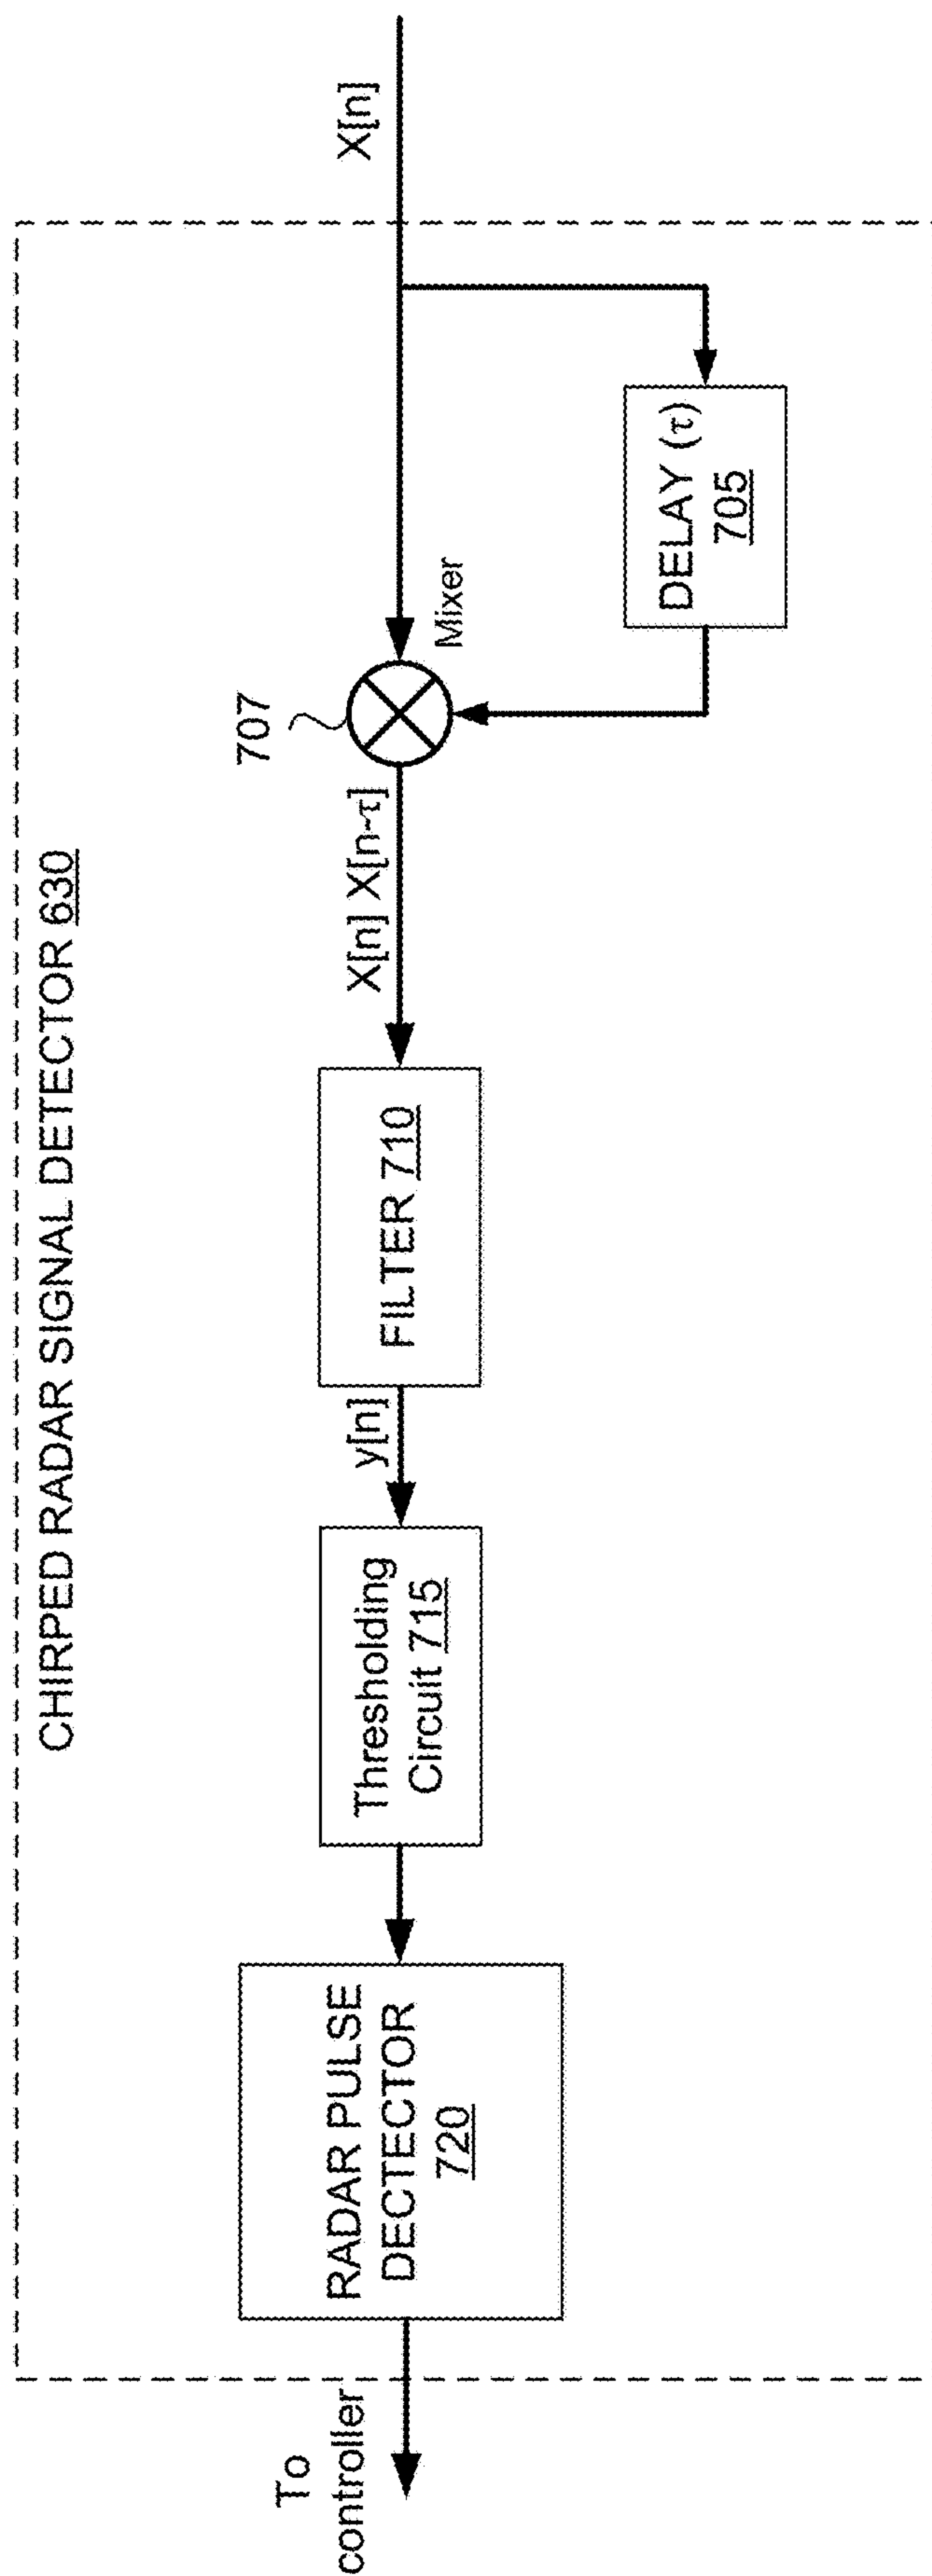 CHIRPED RADAR SIGNAL DETECTOR 630
To
controller
RADAR PULSE
DECTECTOR
720
Thresholding
Circuit 715
y[n]
FILTER 710
X[n] X[n-τ]
707
Mixer
DELAY (τ)
705
X[n]